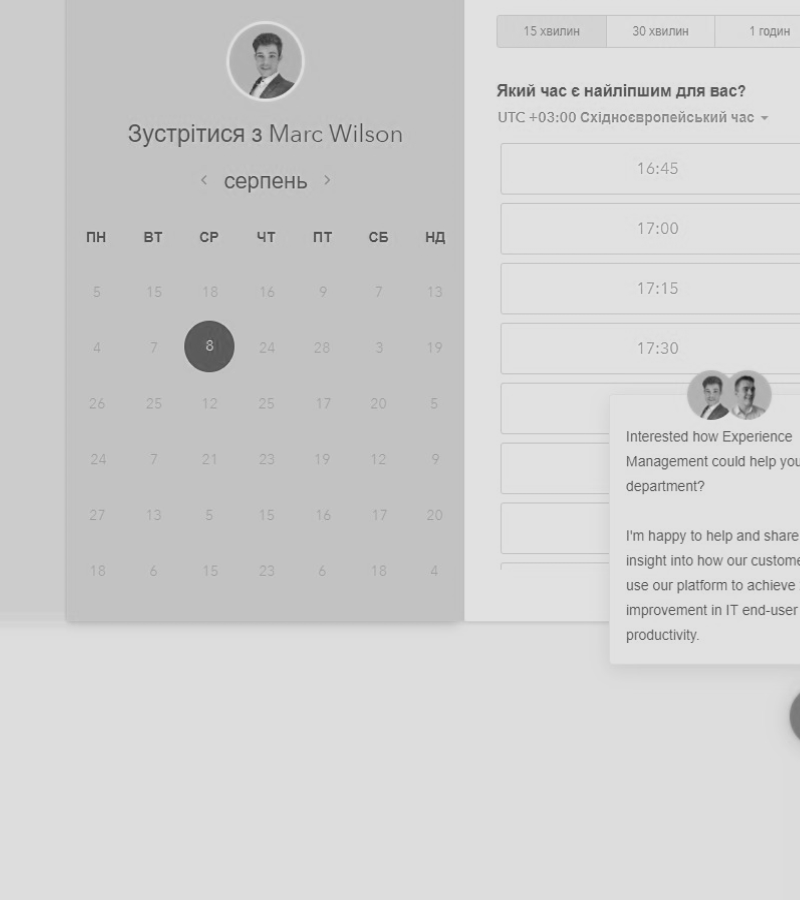 Зустрітися з Marc Wilson
серпень
ПН ВТ СР ЧТ ПТ СБ НД
5 15 18 16 9 7 13
4 7 8 24 28 3 19
26 25 12 25 17 20 5
24 7 21 23 19 12 9
27 13 5 15 16 17 20
18 6 15 23 6 18 4
15 хвилин 30 хвилин 1 годин
Який час є найліпшим для вас?
UTC +03:00 Східноєвропейський час
16:45
17:00
17:15
17:30
Interested how Experience
Management could help you
department?
I'm happy to help and share
insight into how our custome
use our platform to achieve
improvement in IT end-user
productivity.